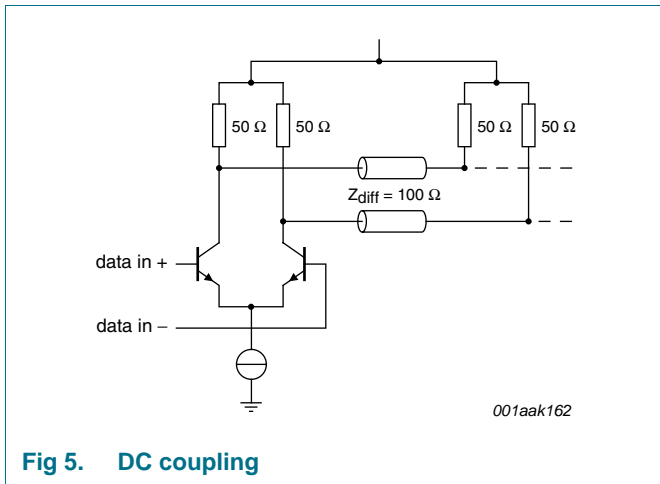 50 Ω 50 Ω 50 Ω 50 Ω
Zdiff = 100 Ω
data in +
data in −
001aak162
Fig 5. DC coupling